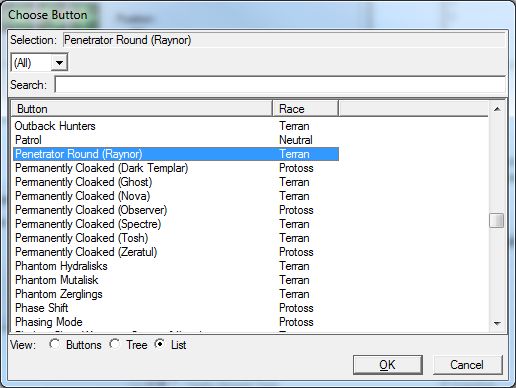 Choose Button
Selection: Penetrator Round (Raynor)
(All)
Search:
Button Race
Outback Hunters Terran
Patrol Neutral
Penetrator Round (Raynor) Terran
Permanently Cloaked (Dark Templar) Protoss
Permanently Cloaked (Ghost) Terran
Permanently Cloaked (Nova) Terran
Permanently Cloaked (Observer) Protoss
Permanently Cloaked (Spectre) Terran
Permanently Cloaked (Tosh) Terran
Permanently Cloaked (Zeratul) Protoss
Phantom Hydralisks Terran
Phantom Mutalisk Terran
Phantom Zerglings Terran
Phase Shift Protoss
Phasing Mode Protoss
View: Buttons Tree List
OK Cancel